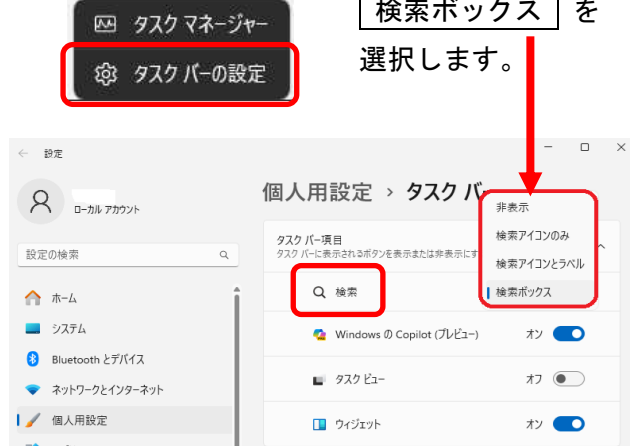 タスク マネージャー
タスク バーの設定
検索ボックス を
選択します。
設定
ローカル アカウント
設定の検索
ホーム
システム
Bluetooth とデバイス
ネットワークとインターネット
個人用設定
個人用設定 › タスク バ
タスク バー項目
タスク バーに表示されるボタンを表示または非表示にす
検索
非表示
検索アイコンのみ
検索アイコンとラベル
検索ボックス
Windows の Copilot (プレビュー) オン
タスク ビュー オフ
ウィジェット オン